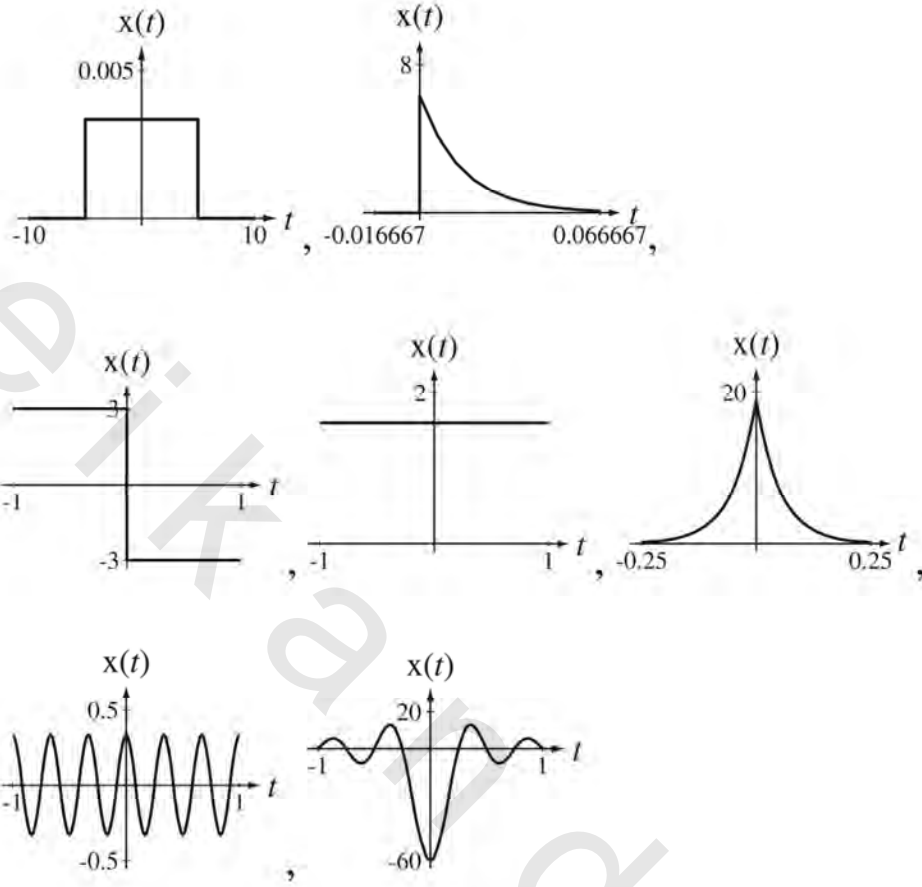 x(t) x(t)
0.005 8
-10 10 t , -0.016667 0.066667 t ,
x(t) x(t) x(t)
3 2 20
-1 1 t -3 , -1 1 t , -0.25 0.25 t ,
x(t) x(t)
0.5 20
-1 1 t -1 1 t
-0.5 , -60
eikand